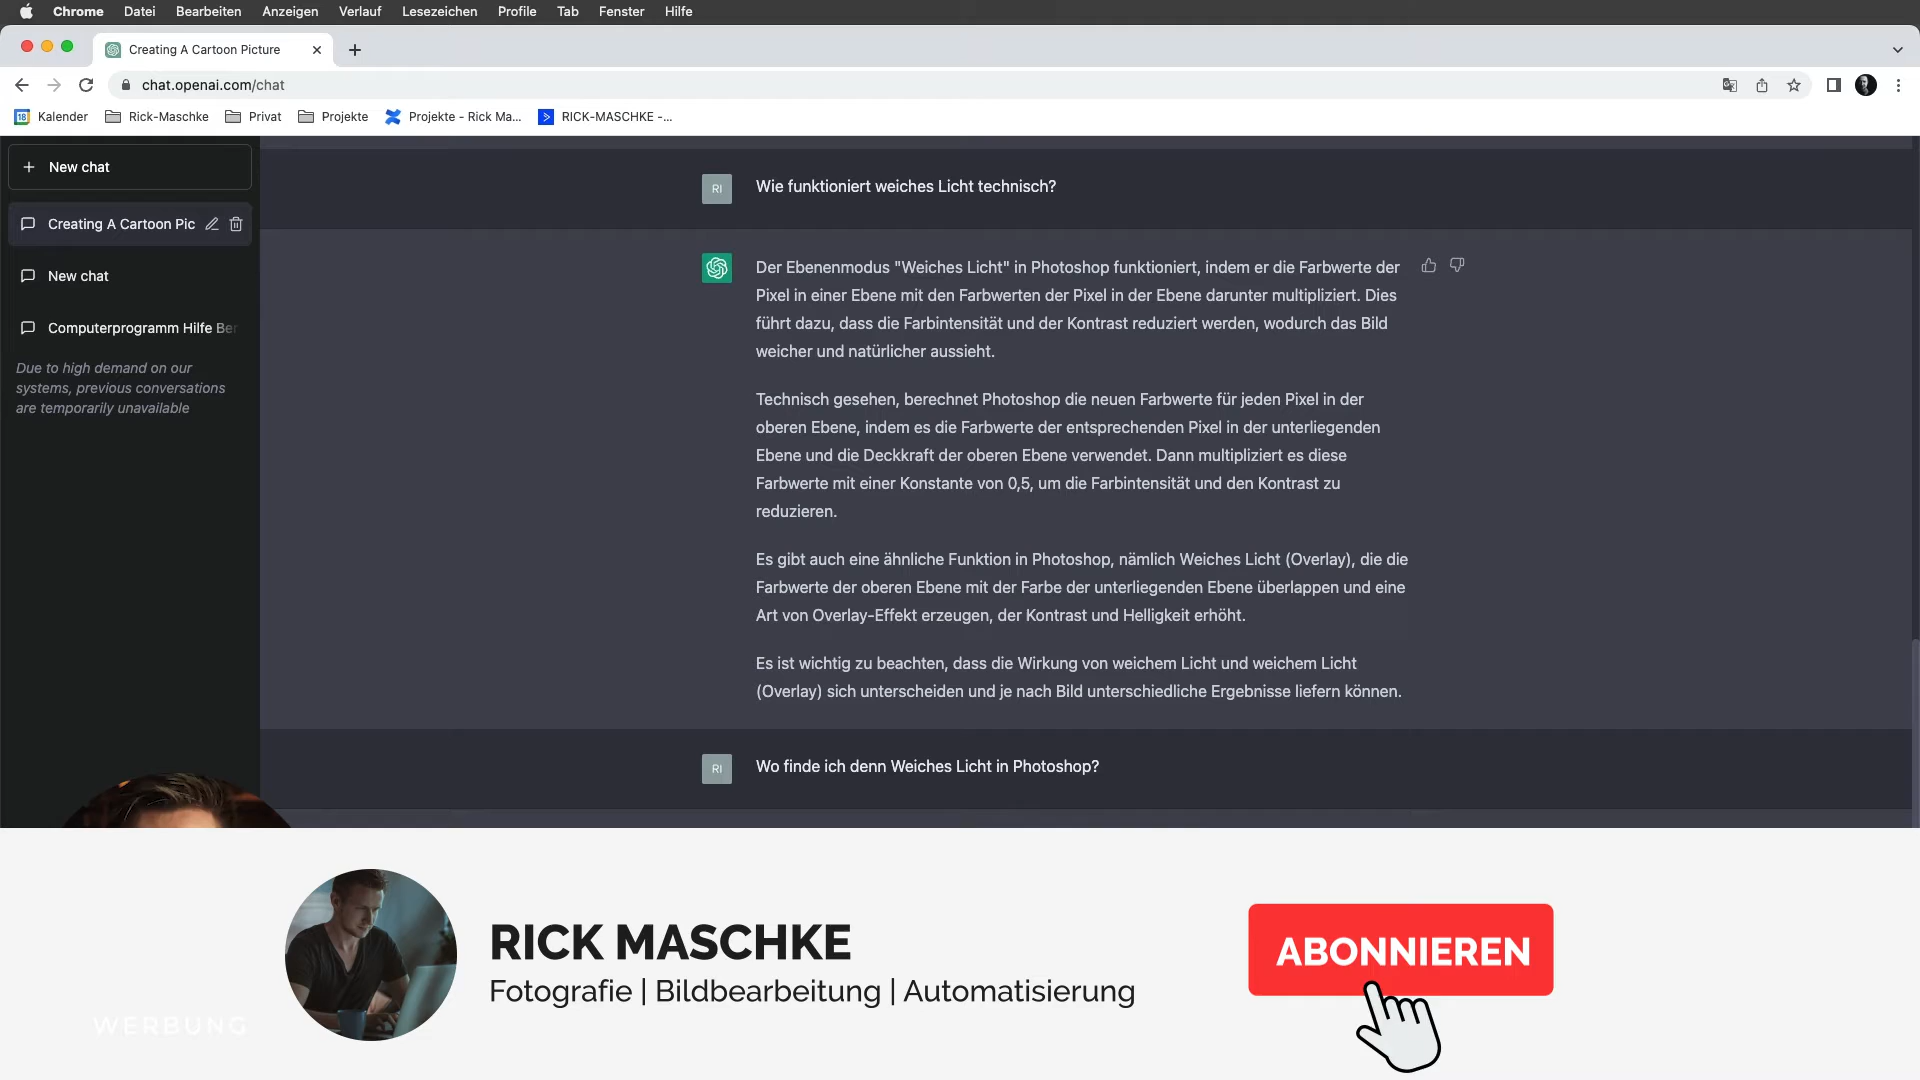 Chrome Datei Bearbeiten Anzeigen Verlauf Lesezeichen Profile Tab Fenster Hilfe
Creating A Cartoon Picture
chat.openai.com/chat
18 Kalender Rick-Maschke Privat Projekte Projekte - Rick Ma... RICK-MASCHKE -...
New chat
Creating A Cartoon Pic
New chat
Computerprogramm Hilfe Ber
Due to high demand on our
systems, previous conversations
are temporarily unavailable
RI Wie funktioniert weiches Licht technisch?
Der Ebenenmodus "Weiches Licht" in Photoshop funktioniert, indem er die Farbwerte der
Pixel in einer Ebene mit den Farbwerten der Pixel in der Ebene darunter multipliziert. Dies
führt dazu, dass die Farbintensität und der Kontrast reduziert werden, wodurch das Bild
weicher und natürlicher aussieht.
Technisch gesehen, berechnet Photoshop die neuen Farbwerte für jeden Pixel in der
oberen Ebene, indem es die Farbwerte der entsprechenden Pixel in der unterliegenden
Ebene und die Deckkraft der oberen Ebene verwendet. Dann multipliziert es diese
Farbwerte mit einer Konstante von 0,5, um die Farbintensität und den Kontrast zu
reduzieren.
Es gibt auch eine ähnliche Funktion in Photoshop, nämlich Weiches Licht (Overlay), die die
Farbwerte der oberen Ebene mit der Farbe der unterliegenden Ebene überlappen und eine
Art von Overlay-Effekt erzeugen, der Kontrast und Helligkeit erhöht.
Es ist wichtig zu beachten, dass die Wirkung von weichem Licht und weichem Licht
(Overlay) sich unterscheiden und je nach Bild unterschiedliche Ergebnisse liefern können.
RI Wo finde ich denn Weiches Licht in Photoshop?
RICK MASCHKE
Fotografie | Bildbearbeitung | Automatisierung
ABONNIEREN
WERBUNG